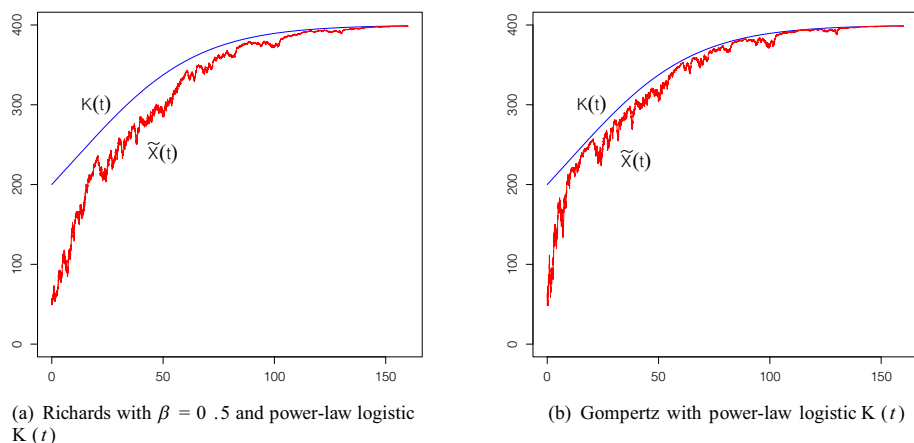 400
300
200
100
0
K(t)
X̃(t)
0 50 100 150
(a) Richards with β = 0 .5 and power-law logistic
K (t)
400
300
200
100
0
K(t)
X̃(t)
0 50 100 150
(b) Gompertz with power-law logistic K (t)